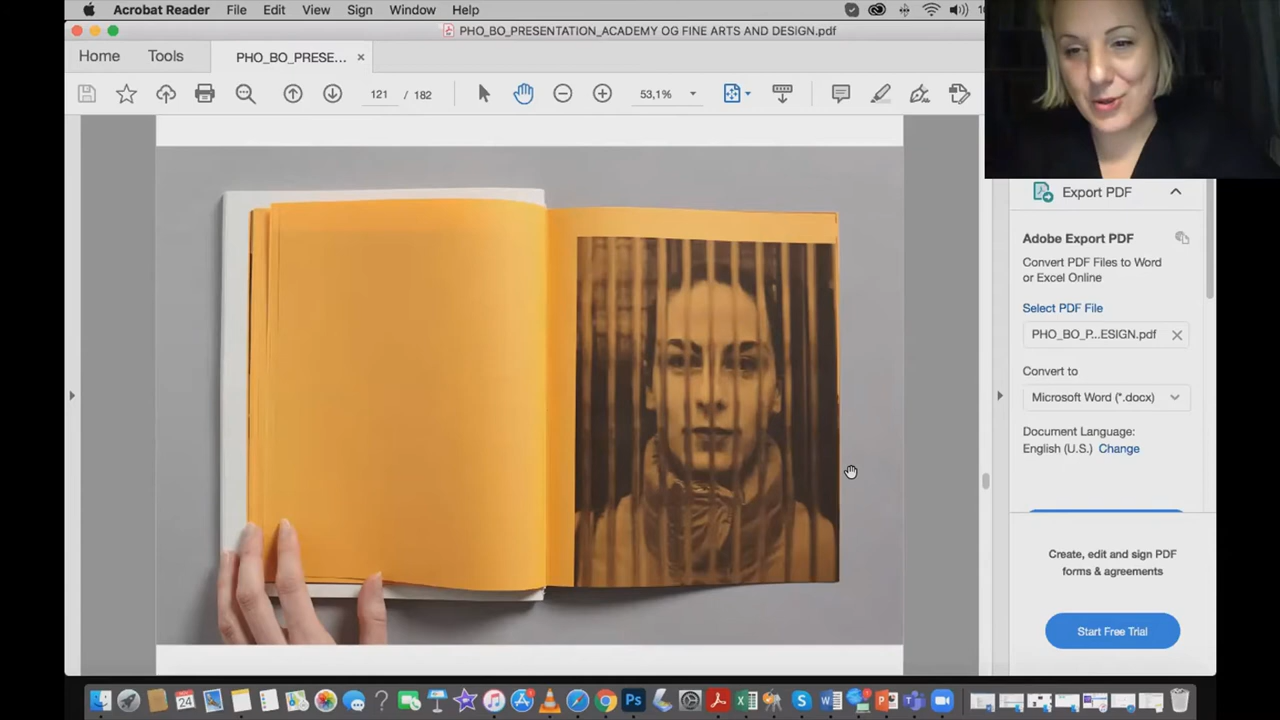 Acrobat Reader File Edit View Sign Window Help
PHO_BO_PRESENTATION_ACADEMY OG FINE ARTS AND DESIGN.pdf
Home Tools PHO_BO_PRESE...
121 / 182 53,1%
Export PDF
Adobe Export PDF
Convert PDF Files to Word
or Excel Online
Select PDF File
PHO_BO_P...ESIGN.pdf
Convert to
Microsoft Word (*.docx)
Document Language:
English (U.S.) Change
Create, edit and sign PDF
forms & agreements
Start Free Trial
24
Ps